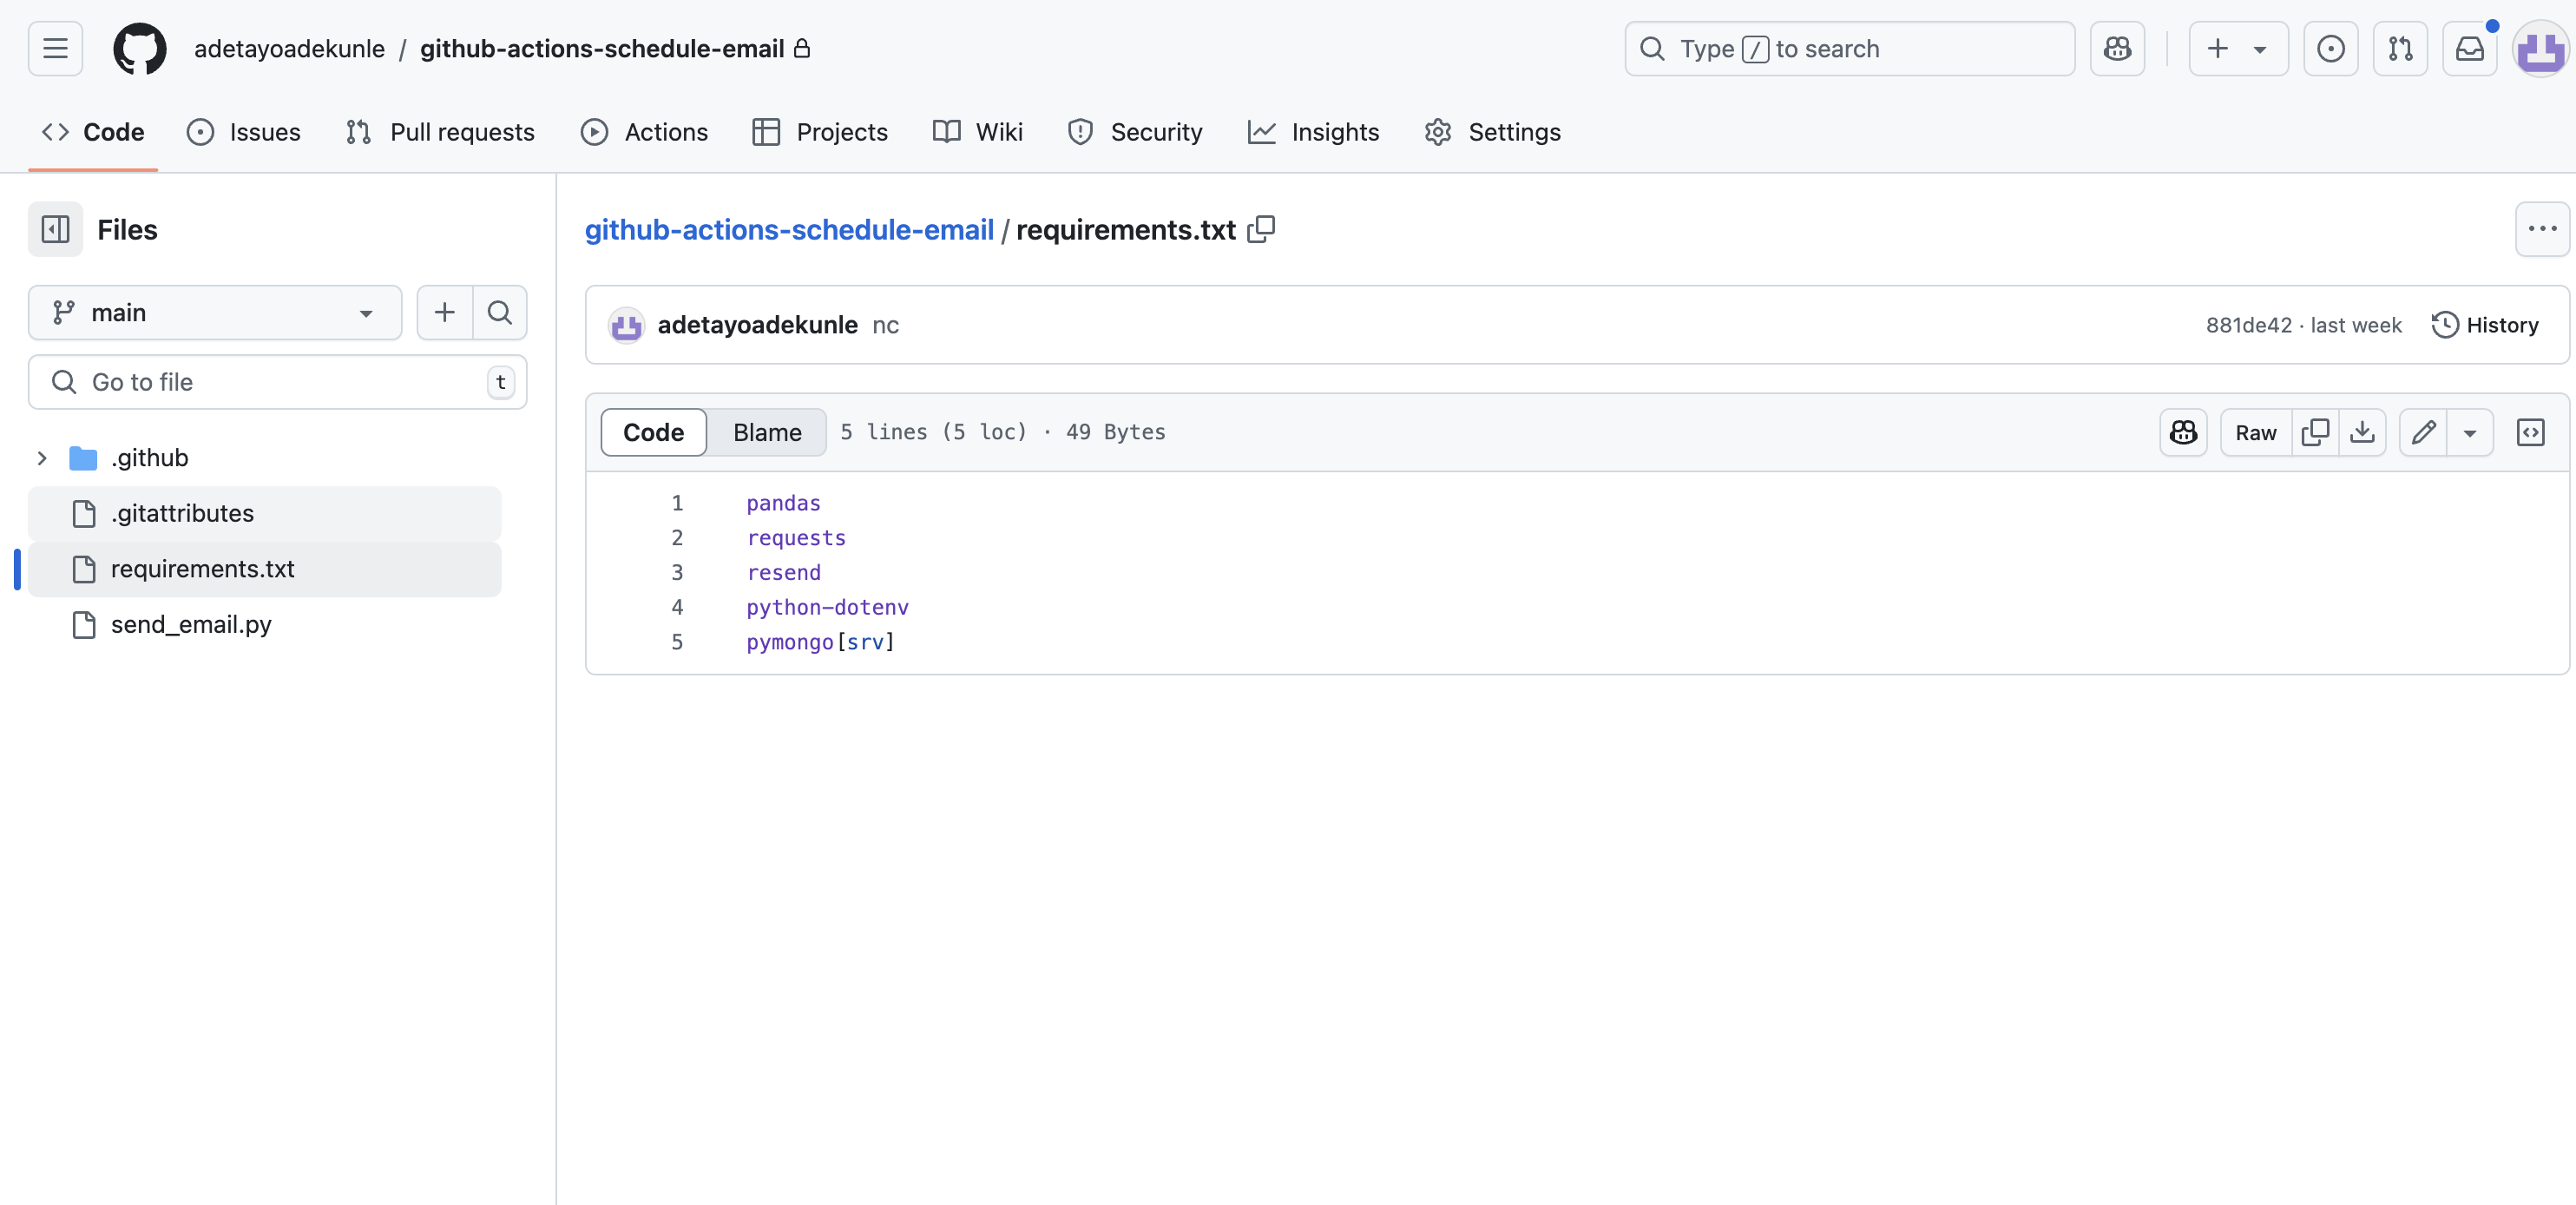 adetayoadekunle / github-actions-schedule-email
Type / to search
Code
Issues
Pull requests
Actions
Projects
Wiki
Security
Insights
Settings
Files
main
Go to file
t
.github
.gitattributes
requirements.txt
send_email.py
github-actions-schedule-email / requirements.txt
adetayoadekunle nc
881de42 · last week
History
Code
Blame
5 lines (5 loc) · 49 Bytes
Raw
1 pandas
2 requests
3 resend
4 python-dotenv
5 pymongo[srv]